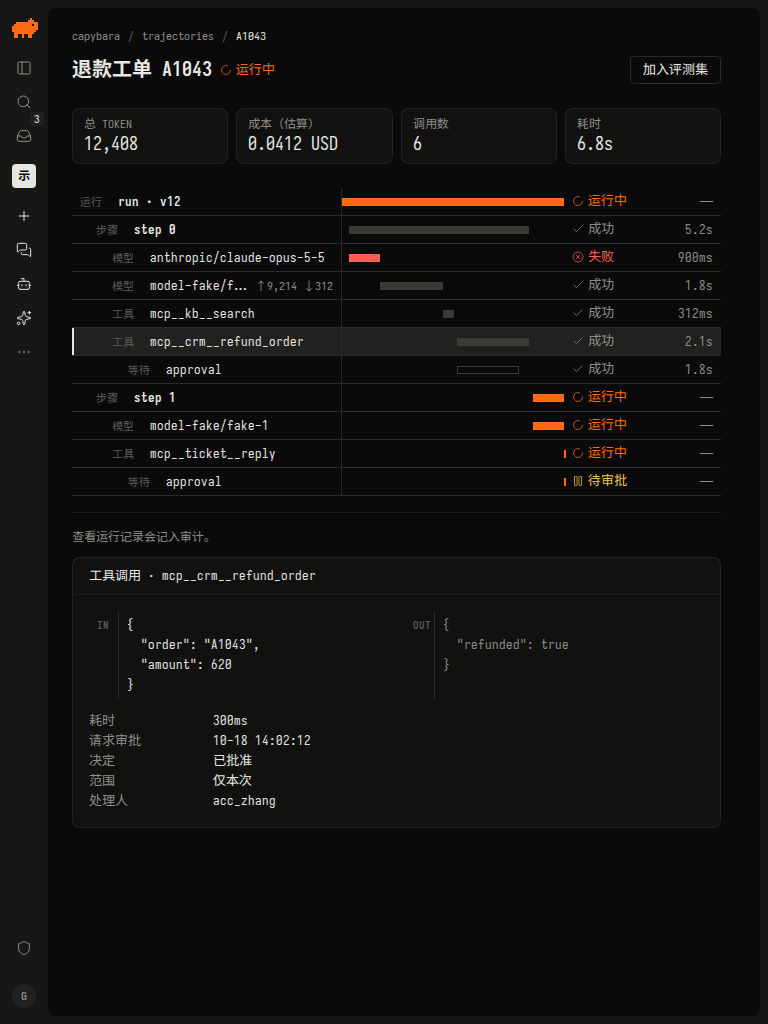 capybara / trajectories / A1043
退款工单 A1043 运行中
加入评测集
3
示
总 TOKEN
12,408
成本（估算）
0.0412 USD
调用数
6
耗时
6.8s
运行 run · v12 运行中 —
步骤 step 0 成功 5.2s
模型 anthropic/claude-opus-5-5 失败 900ms
模型 model-fake/f... ↑9,214 ↓312 成功 1.8s
工具 mcp__kb__search 成功 312ms
工具 mcp__crm__refund_order 成功 2.1s
等待 approval 成功 1.8s
步骤 step 1 运行中 —
模型 model-fake/fake-1 运行中 —
工具 mcp__ticket__reply 运行中 —
等待 approval 待审批 —
查看运行记录会记入审计。
工具调用 · mcp__crm__refund_order
IN
{
"order": "A1043",
"amount": 620
}
OUT
{
"refunded": true
}
耗时 300ms
请求审批 10-18 14:02:12
决定 已批准
范围 仅本次
处理人 acc_zhang
G